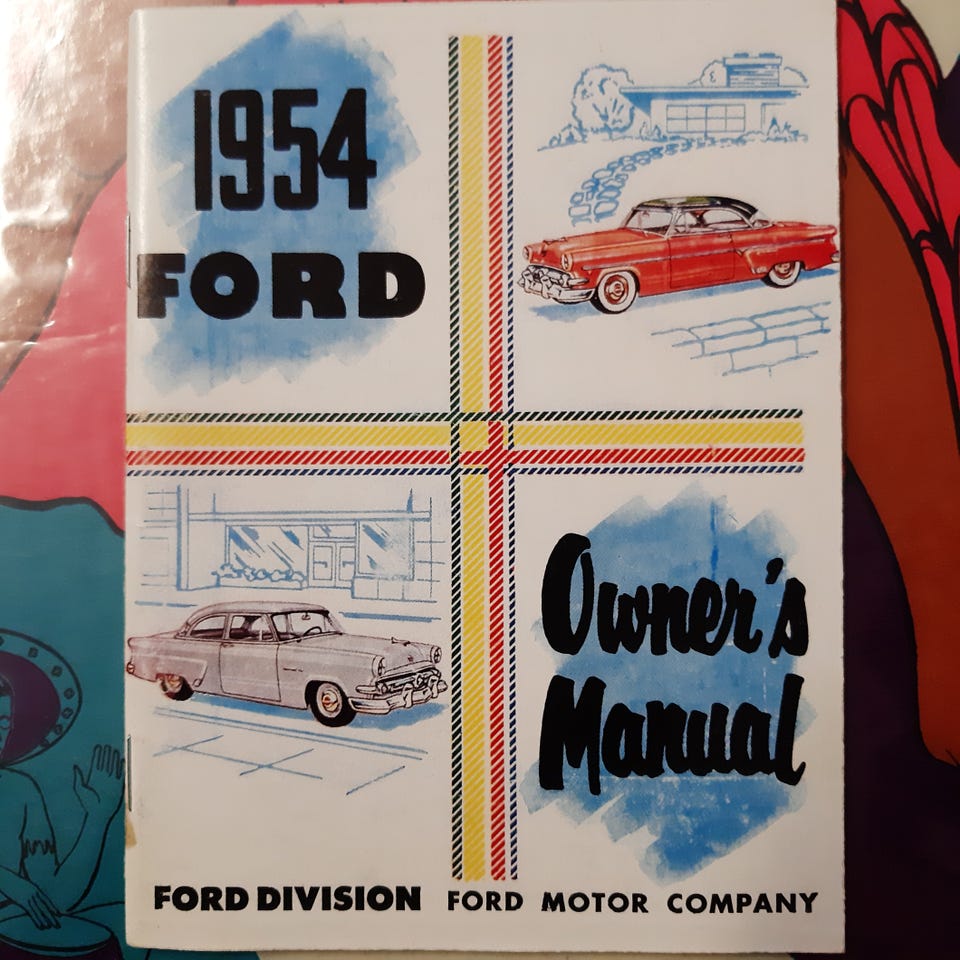 1954
FORD
Owner's
Manual
FORD DIVISION FORD MOTOR COMPANY